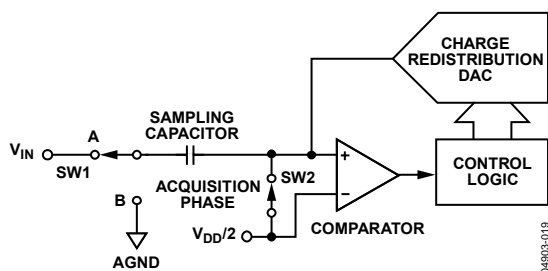 CHARGE
REDISTRIBUTION
DAC
SAMPLING
CAPACITOR
A
VIN
SW1
+
CONTROL
LOGIC
SW2
ACQUISITION
PHASE
−
B
COMPARATOR
VDD/2
AGND
04903-019